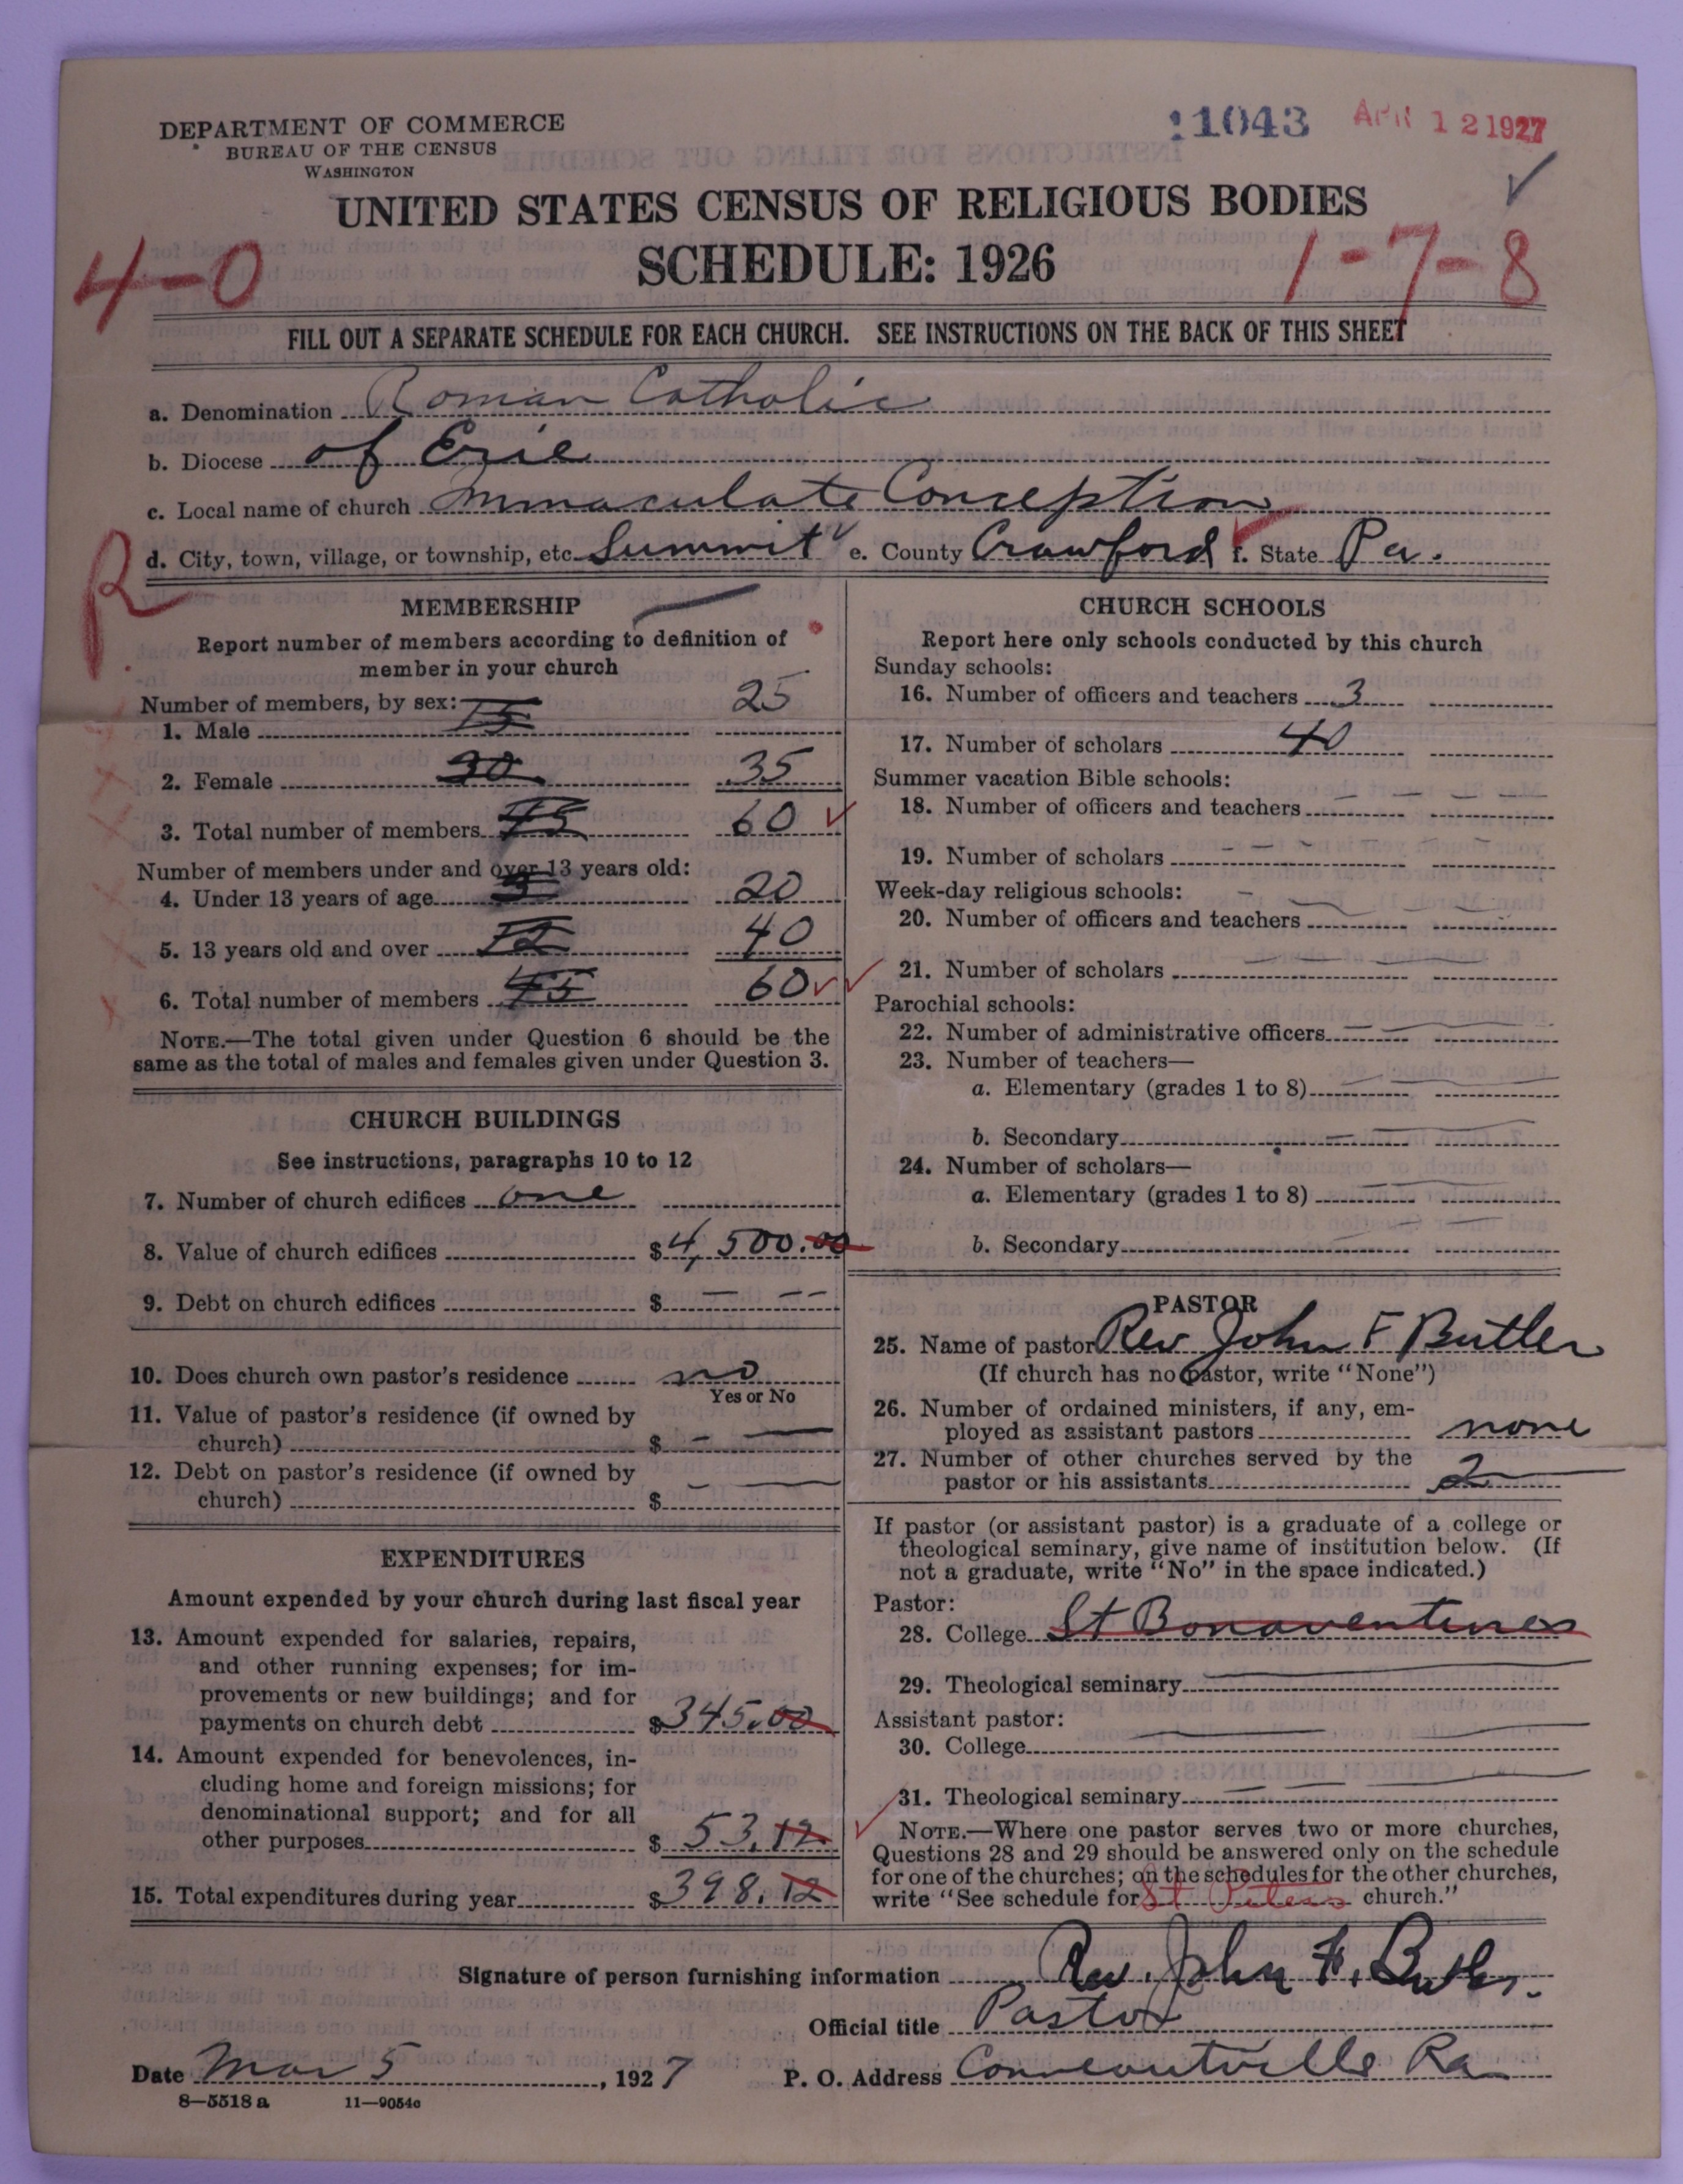 DEPARTMENT OF COMMERCE
BUREAU OF THE CENSUS
WASHINGTON
11043 APR 12 1927
UNITED STATES CENSUS OF RELIGIOUS BODIES
SCHEDULE: 1926
4-0
1-7-8
FILL OUT A SEPARATE SCHEDULE FOR EACH CHURCH. SEE INSTRUCTIONS ON THE BACK OF THIS SHEET
a. Denomination Roman Catholic
b. Diocese of Erie
c. Local name of church Immaculate Conception
d. City, town, village, or township, etc. Summit e. County Crawford f. State Pa.
R
MEMBERSHIP
Report number of members according to definition of
member in your church
Number of members, by sex:
1. Male 15 25
2. Female 30 35
3. Total number of members 45 60
Number of members under and over 13 years old:
4. Under 13 years of age 20
5. 13 years old and over 40
6. Total number of members 45 60
NOTE.—The total given under Question 6 should be the
same as the total of males and females given under Question 3.
CHURCH BUILDINGS
See instructions, paragraphs 10 to 12
7. Number of church edifices one
8. Value of church edifices $4,500.00
9. Debt on church edifices $ — — —
10. Does church own pastor's residence no
Yes or No
11. Value of pastor's residence (if owned by
church) $ — —
12. Debt on pastor's residence (if owned by
church) $ — —
EXPENDITURES
Amount expended by your church during last fiscal year
13. Amount expended for salaries, repairs,
and other running expenses; for im-
provements or new buildings; and for
payments on church debt $345.00
14. Amount expended for benevolences, in-
cluding home and foreign missions; for
denominational support; and for all
other purposes $ 53.12
15. Total expenditures during year $398.12
CHURCH SCHOOLS
Report here only schools conducted by this church
Sunday schools:
16. Number of officers and teachers 3
17. Number of scholars 40
Summer vacation Bible schools:
18. Number of officers and teachers
19. Number of scholars
Week-day religious schools:
20. Number of officers and teachers
21. Number of scholars
Parochial schools:
22. Number of administrative officers
23. Number of teachers—
a. Elementary (grades 1 to 8)
b. Secondary
24. Number of scholars—
a. Elementary (grades 1 to 8)
b. Secondary
PASTOR
25. Name of pastor Rev John F Butler
(If church has no pastor, write "None")
26. Number of ordained ministers, if any, em-
ployed as assistant pastors none
27. Number of other churches served by the
pastor or his assistants 2
If pastor (or assistant pastor) is a graduate of a college or
theological seminary, give name of institution below. (If
not a graduate, write "No" in the space indicated.)
Pastor:
28. College St Bonaventures
29. Theological seminary
Assistant pastor:
30. College
31. Theological seminary
NOTE.—Where one pastor serves two or more churches,
Questions 28 and 29 should be answered only on the schedule
for one of the churches; on the schedules for the other churches,
write "See schedule for St Peters church."
Signature of person furnishing information Rev. John F. Butler.
Official title Pastor
Date Mar 5, 1927 P. O. Address Conneautville Pa
8—5518 a 11—9054c